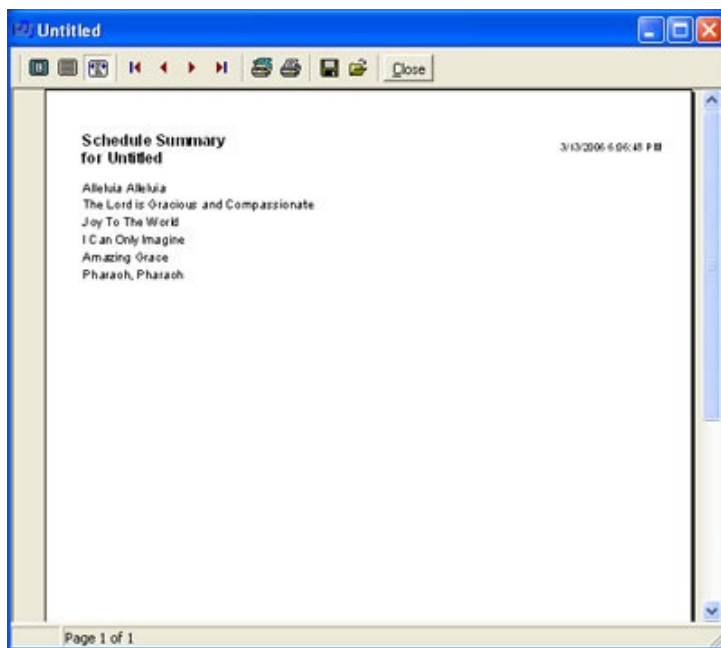 Untitled
Close
Schedule Summary
for Untitled
3/13/2006 6:06:48 PM
Alleluia Alleluia
The Lord is Gracious and Compassionate
Joy To The World
I Can Only Imagine
Amazing Grace
Pharaoh, Pharaoh
Page 1 of 1